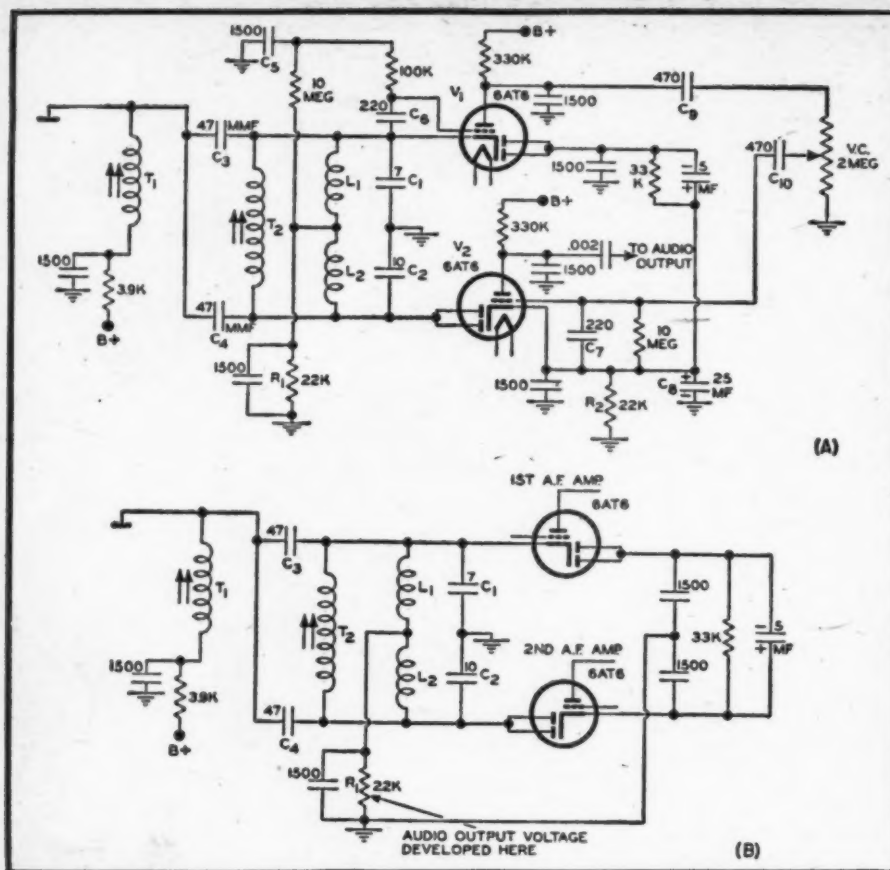 1500
C5
10
MEG
100K
220
C6
330K
B+
V1
6AT6
1500
470
C9
47 MMF
C3
T1
T2
L1
L2
7
C1
10
C2
1500
33
K
5
MF
470
C10
V.C.
2 MEG
B+
330K
V2
6AT6
.002
TO AUDIO
OUTPUT
1500
1500
3.9K
B+
47 MMF
C4
1500
R1
22K
220
C7
10
MEG
1500
R2
22K
C8
25
MF
(A)
1ST A.F. AMP.
6AT6
47
C3
T1
T2
L1
L2
7
C1
10
C2
1500
1500
33K
5
MF
2ND A.F. AMP
6AT6
1500
3.9K
B+
47
C4
1500
R1
22K
AUDIO OUTPUT VOLTAGE
DEVELOPED HERE
(B)